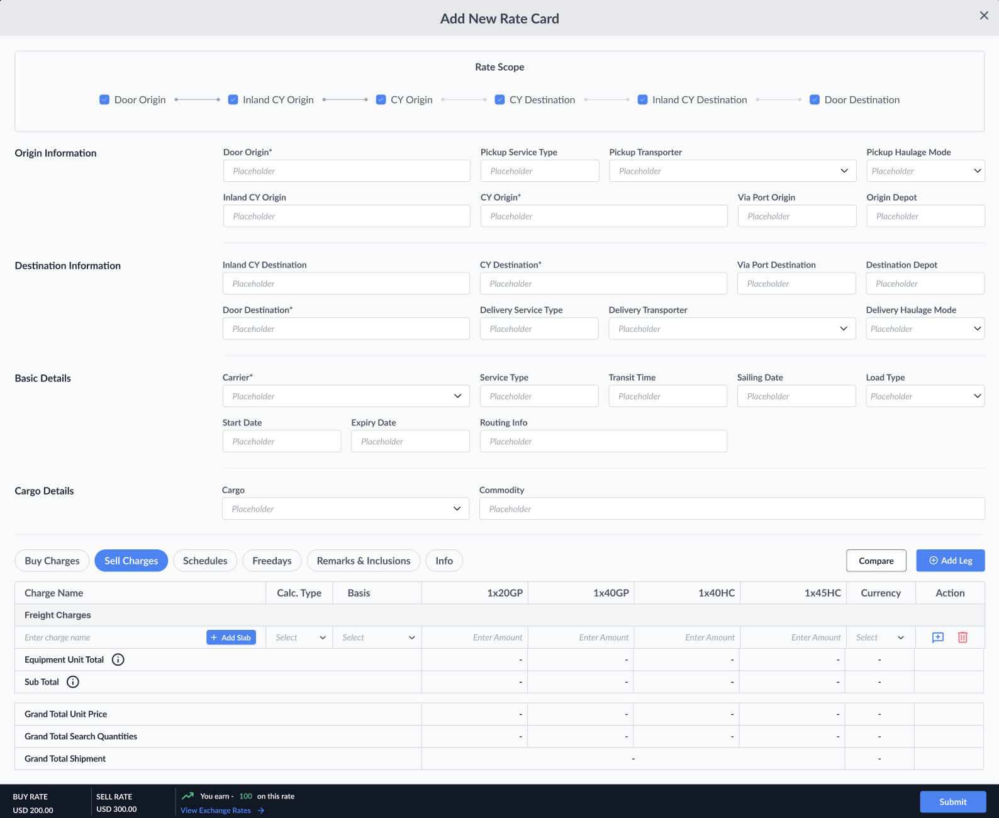 Add New Rate Card
Rate Scope
Door Origin Inland CY Origin CY Origin CY Destination Inland CY Destination Door Destination
Origin Information
Door Origin* Pickup Service Type Pickup Transporter Pickup Haulage Mode
Placeholder Placeholder Placeholder Placeholder
Inland CY Origin CY Origin* Via Port Origin Origin Depot
Placeholder Placeholder Placeholder Placeholder
Destination Information
Inland CY Destination CY Destination* Via Port Destination Destination Depot
Placeholder Placeholder Placeholder Placeholder
Door Destination* Delivery Service Type Delivery Transporter Delivery Haulage Mode
Placeholder Placeholder Placeholder Placeholder
Basic Details
Carrier* Service Type Transit Time Sailing Date Load Type
Placeholder Placeholder Placeholder Placeholder Placeholder
Start Date Expiry Date Routing Info
Placeholder Placeholder Placeholder
Cargo Details
Cargo Commodity
Placeholder Placeholder
Buy Charges Sell Charges Schedules Freedays Remarks & Inclusions Info Compare Add Leg
Charge Name Calc. Type Basis 1x20GP 1x40GP 1x40HC 1x45HC Currency Action
Freight Charges
Enter charge name + Add Slab Select Select Enter Amount Enter Amount Enter Amount Enter Amount Select
Equipment Unit Total - - - - -
Sub Total - - - - -
Grand Total Unit Price - - - - -
Grand Total Search Quantities - - - - -
Grand Total Shipment - -
BUY RATE SELL RATE You earn - 100 on this rate
USD 200.00 USD 300.00 View Exchange Rates →
Submit